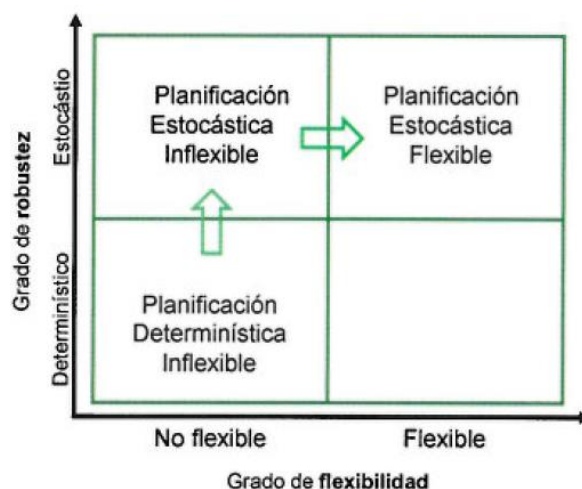 Grado de robustez
Estocástio
Determinístico
Planificación
Estocástica
Inflexible
Planificación
Estocástica
Flexible
Planificación
Determinística
Inflexible
No flexible
Flexible
Grado de flexibilidad